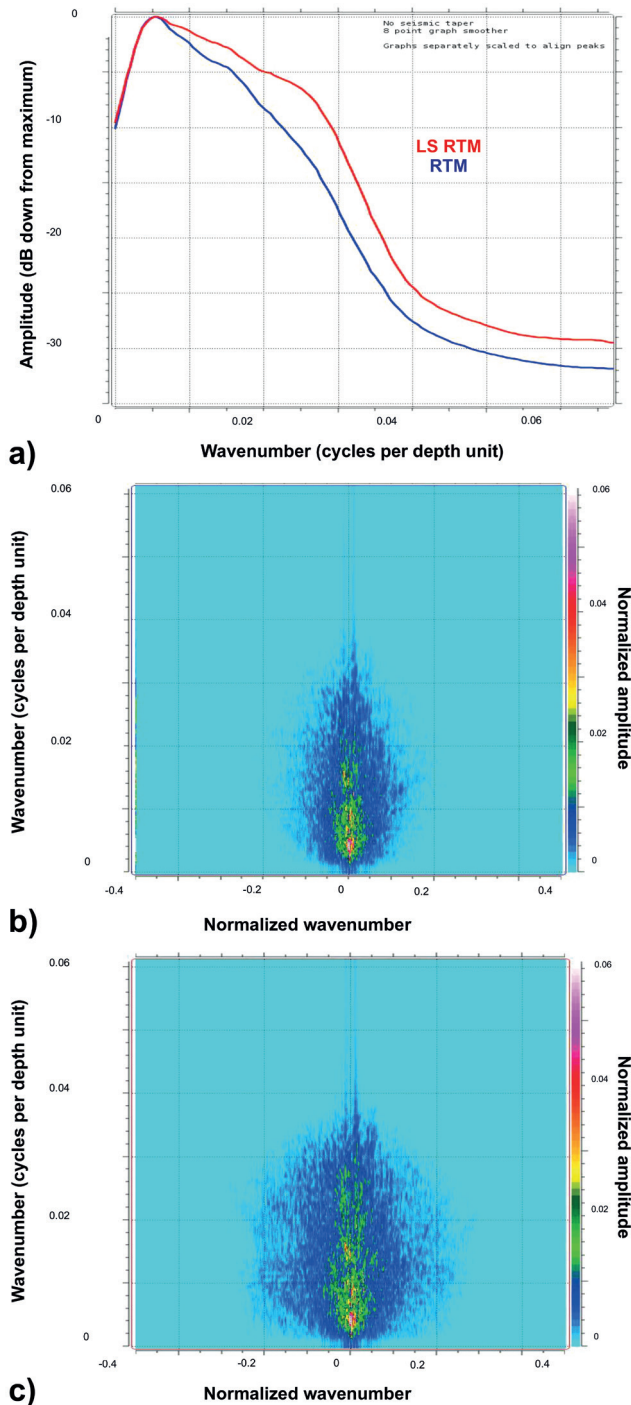 No seismic taper
8 point graph smoother
Graphs separately scaled to align peaks
0
-10
-20
-30
Amplitude (dB down from maximum)
LS RTM
RTM
0 0.02 0.04 0.06
Wavenumber (cycles per depth unit)
a)
0.06
0.04
0.02
0
Wavenumber (cycles per depth unit)
0.06
0.04
0.02
0
Normalized amplitude
-0.4 -0.2 0 0.2 0.4
Normalized wavenumber
b)
0.06
0.04
0.02
0
Wavenumber (cycles per depth unit)
0.06
0.04
0.02
0
Normalized amplitude
-0.4 -0.2 0 0.2 0.4
Normalized wavenumber
c)